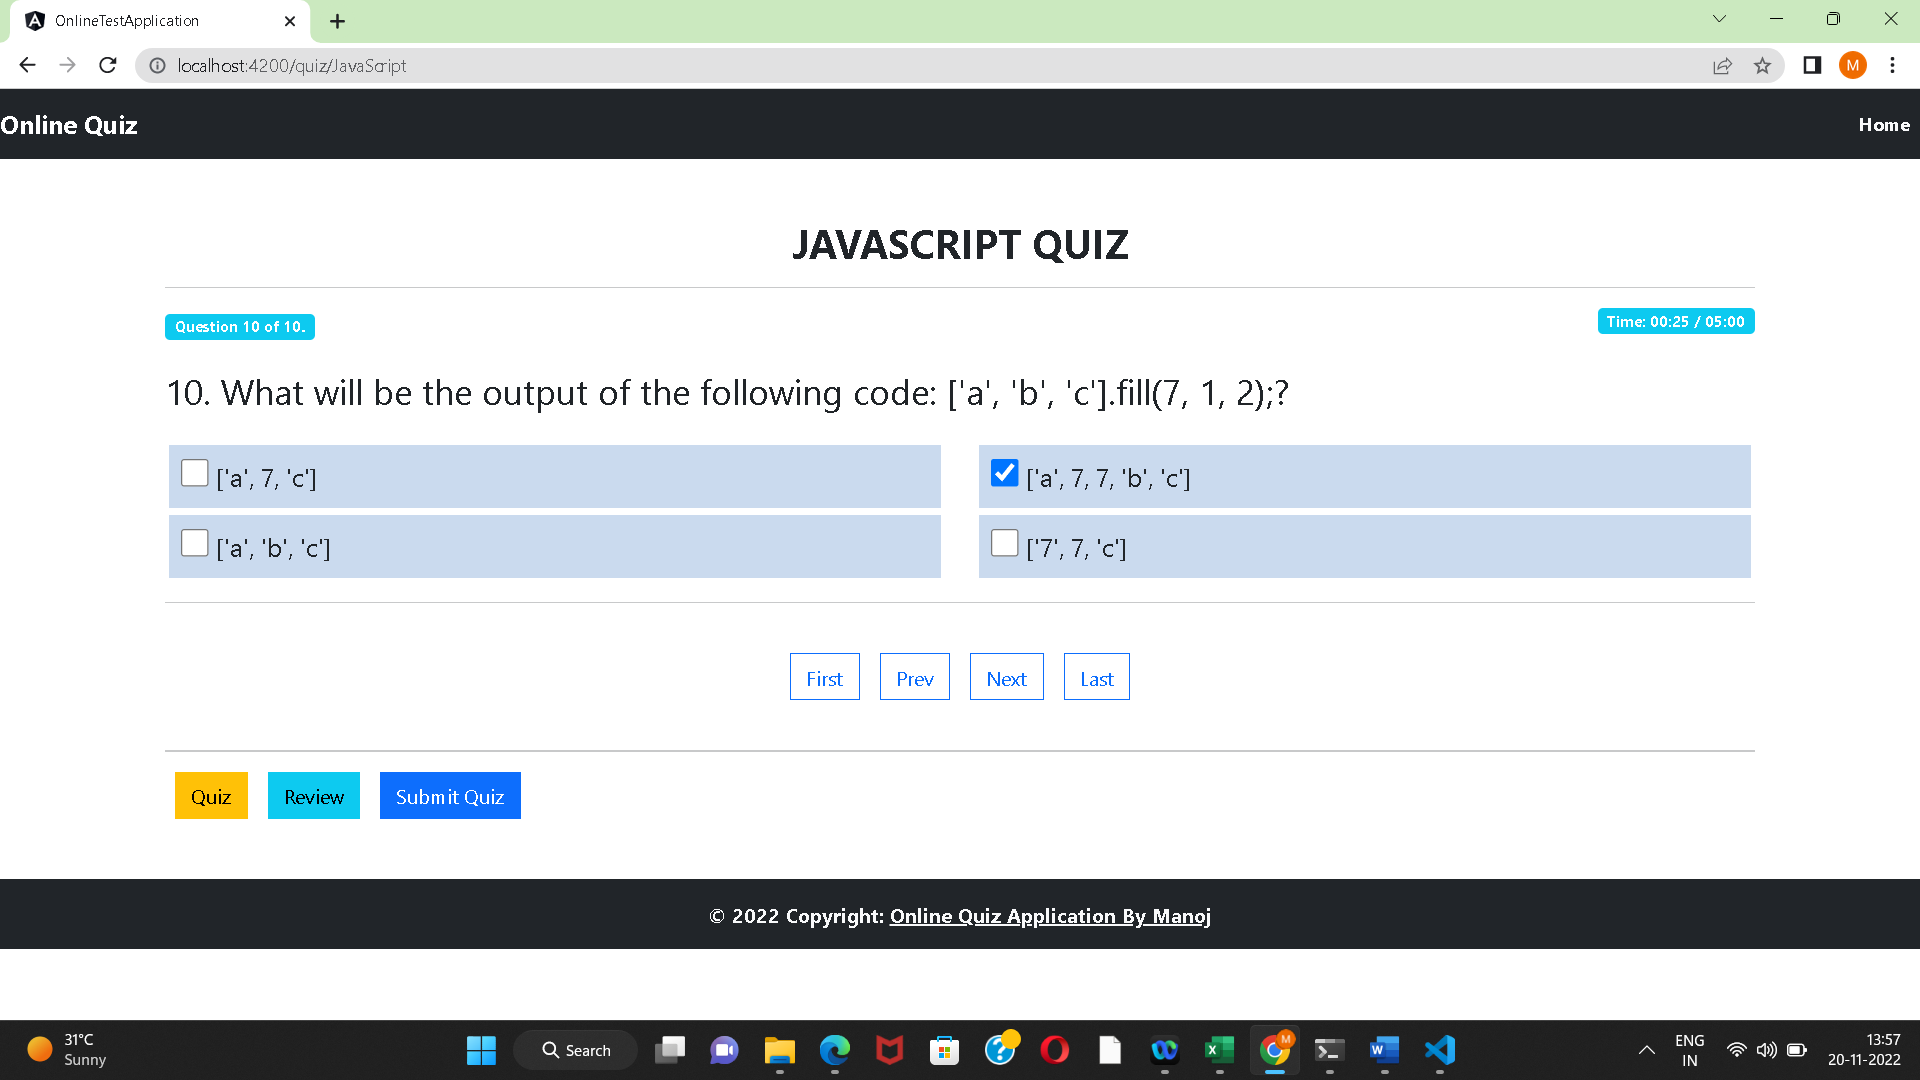 OnlineTestApplication
localhost:4200/quiz/JavaScript
M
Online Quiz
Home
JAVASCRIPT QUIZ
Question 10 of 10.
Time: 00:25 / 05:00
10. What will be the output of the following code: ['a', 'b', 'c'].fill(7, 1, 2);?
['a', 7, 'c']
['a', 7, 7, 'b', 'c']
['a', 'b', 'c']
['7', 7, 'c']
First Prev Next Last
Quiz Review Submit Quiz
© 2022 Copyright: Online Quiz Application By Manoj
31°C
Sunny
Search
M
ENG
IN
13:57
20-11-2022